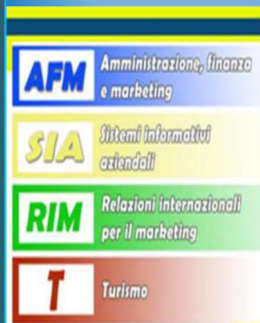 AFM
Amministrazione, finanza
e marketing
SIA
Sistemi informativi
aziendali
RIM
Relazioni internazionali
per il marketing
T
Turismo